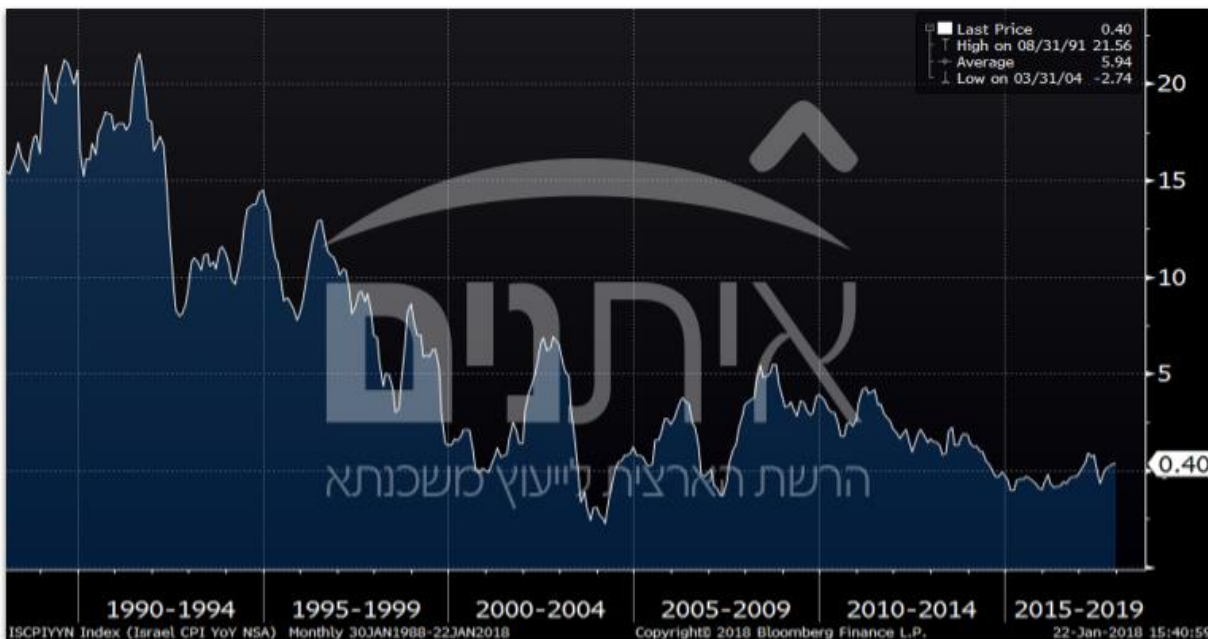 Last Price 0.40
High on 08/31/91 21.56
Average 5.94
Low on 03/31/04 -2.74
20
15
10
5
0.40
איתנים
הרשת הארצית לייעוץ משכנתא
1990-1994 1995-1999 2000-2004 2005-2009 2010-2014 2015-2019
ISCPIYYN Index (Israel CPI YoY NSA) Monthly 30JAN1988-22JAN2018 Copyright© 2018 Bloomberg Finance L.P. 22-Jan-2018 15:40:59